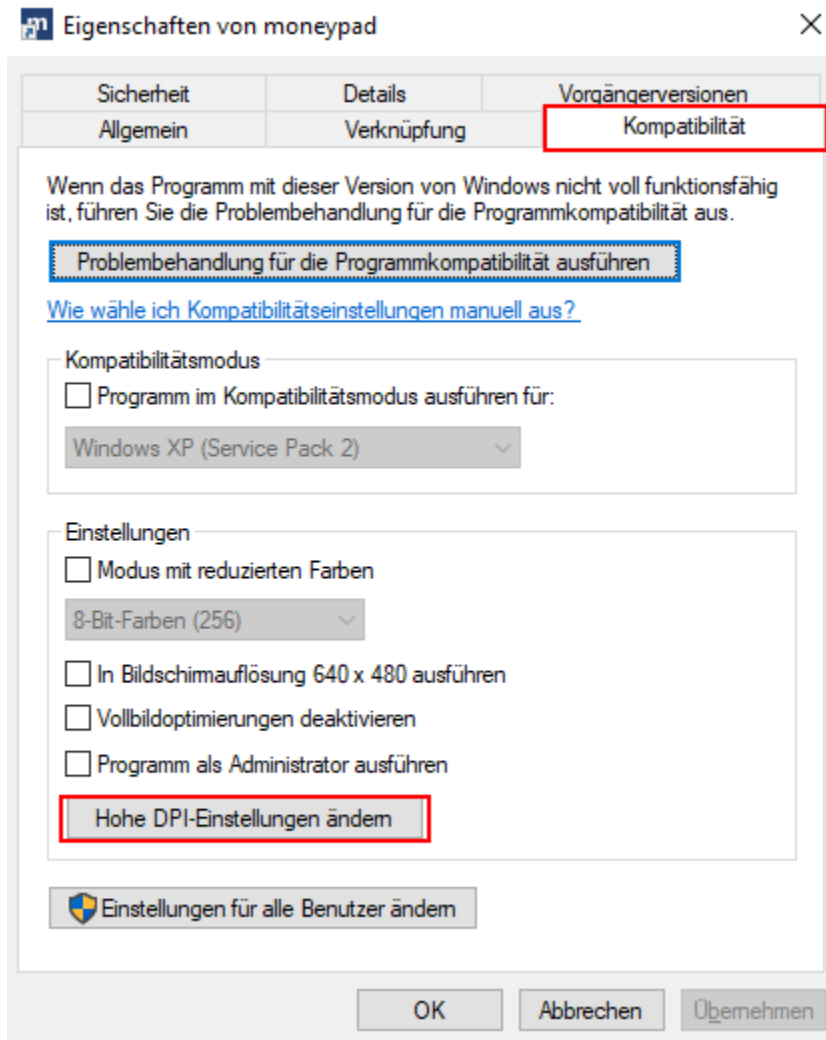 Eigenschaften von moneypad
Sicherheit Details Vorgängerversionen
Allgemein Verknüpfung Kompatibilität
Wenn das Programm mit dieser Version von Windows nicht voll funktionsfähig
ist, führen Sie die Problembehandlung für die Programmkompatibilität aus.
Problembehandlung für die Programmkompatibilität ausführen
Wie wähle ich Kompatibilitätseinstellungen manuell aus?
Kompatibilitätsmodus
Programm im Kompatibilitätsmodus ausführen für:
Windows XP (Service Pack 2)
Einstellungen
Modus mit reduzierten Farben
8-Bit-Farben (256)
In Bildschirmauflösung 640 x 480 ausführen
Vollbildoptimierungen deaktivieren
Programm als Administrator ausführen
Hohe DPI-Einstellungen ändern
Einstellungen für alle Benutzer ändern
OK Abbrechen Übernehmen